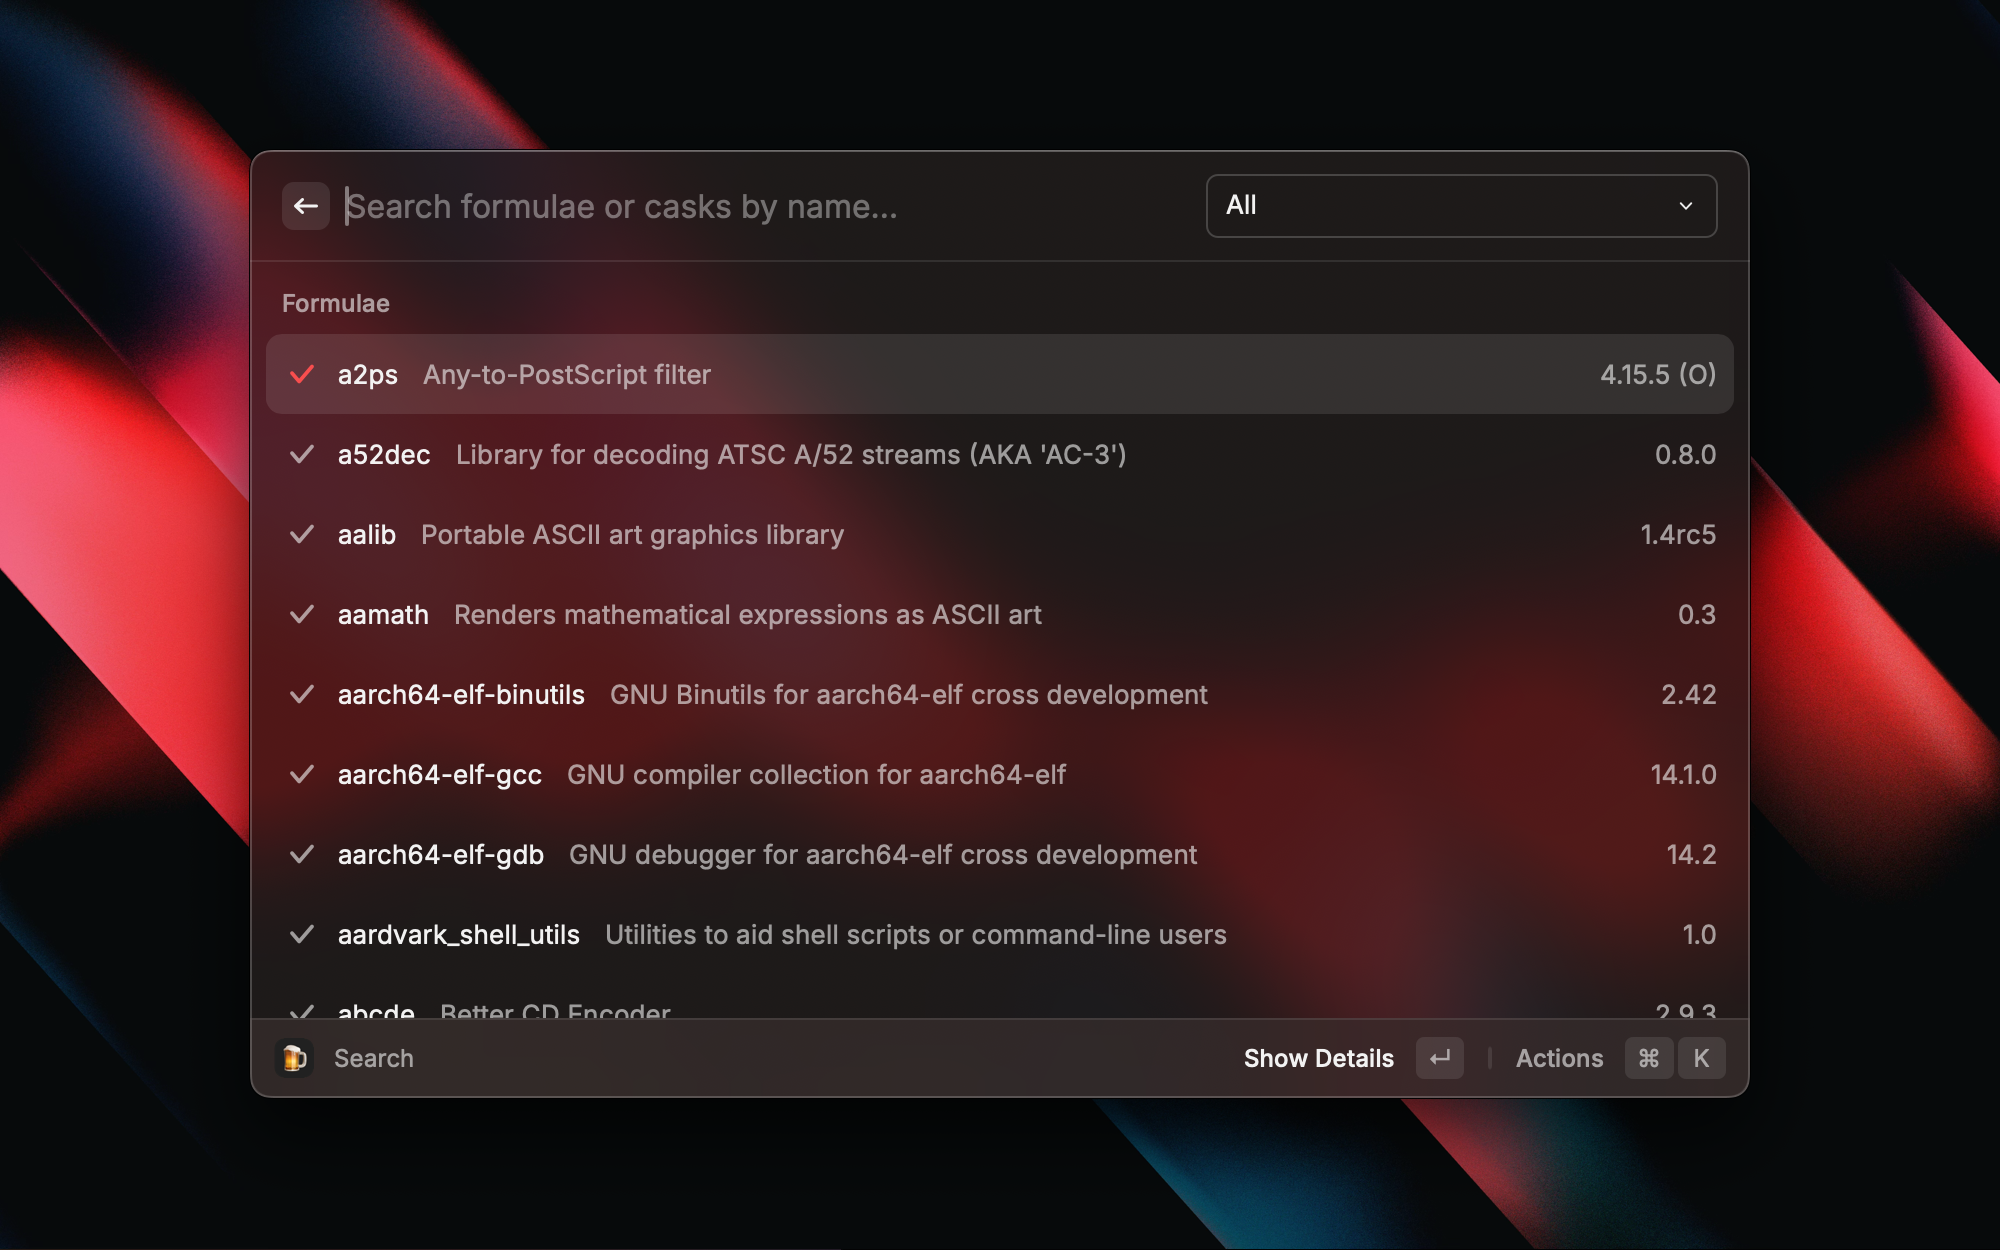 Search formulae or casks by name...
All
Formulae
a2ps Any-to-PostScript filter 4.15.5 (O)
a52dec Library for decoding ATSC A/52 streams (AKA 'AC-3') 0.8.0
aalib Portable ASCII art graphics library 1.4rc5
aamath Renders mathematical expressions as ASCII art 0.3
aarch64-elf-binutils GNU Binutils for aarch64-elf cross development 2.42
aarch64-elf-gcc GNU compiler collection for aarch64-elf 14.1.0
aarch64-elf-gdb GNU debugger for aarch64-elf cross development 14.2
aardvark_shell_utils Utilities to aid shell scripts or command-line users 1.0
abcde Better CD Encoder 2.9.3
Search Show Details Actions ⌘ K